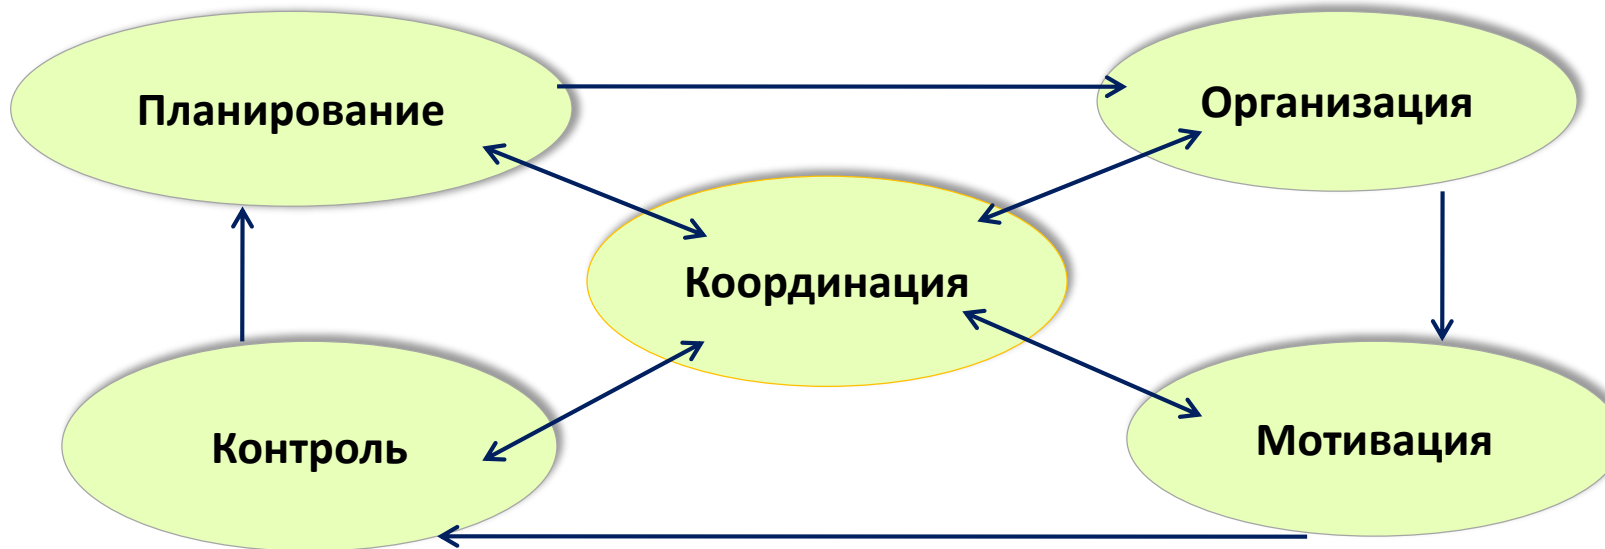 Планирование
Организация
Координация
Контроль
Мотивация